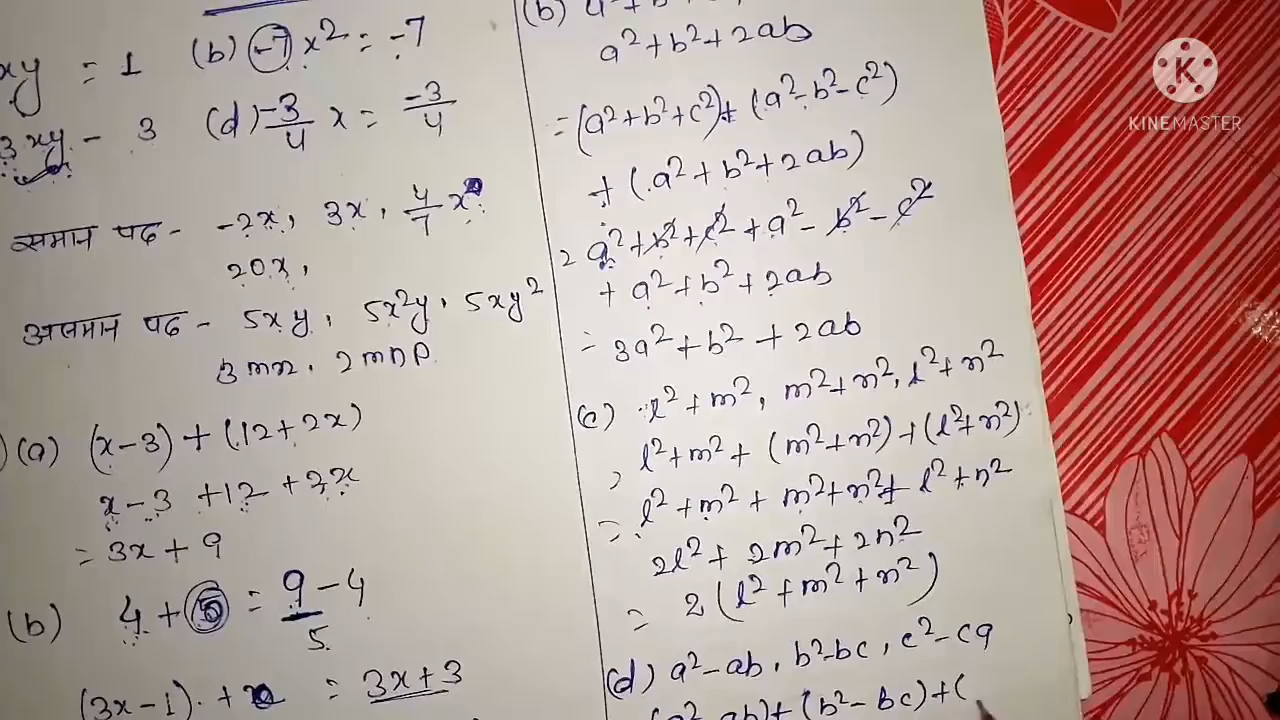 xy = 1 (b) -7x² = -7
3xy - 3 (d) -3/4 x = -3/4
समान पद - -2x, 3x, 4/7 x
20x,
असमान पद - 5xy, 5x²y, 5xy²
3mn, 2mnp
(a) (x-3)+(12+2x)
x-3 +12 +2x
= 3x+9
(b) 4+5 = 9-4
5
(3x-1) + = 3x+3
(b)
a²+b²+2ab
=(a²+b²+c²)+(a²-b²-c²)
+(a²+b²+2ab)
= a²+b²+c²+a²-b²-c²
+a²+b²+2ab
= 3a²+b²+2ab
(c) l²+m², m²+n², l²+n²
l²+m²+(m²+n²)+(l²+n²)
= l²+m²+m²+n²+l²+n²
2l²+2m²+2n²
= 2(l²+m²+n²)
(d) a²-ab, b²-bc, c²-ca
(a²-ab)+(b²-bc)+(
KINEMASTER